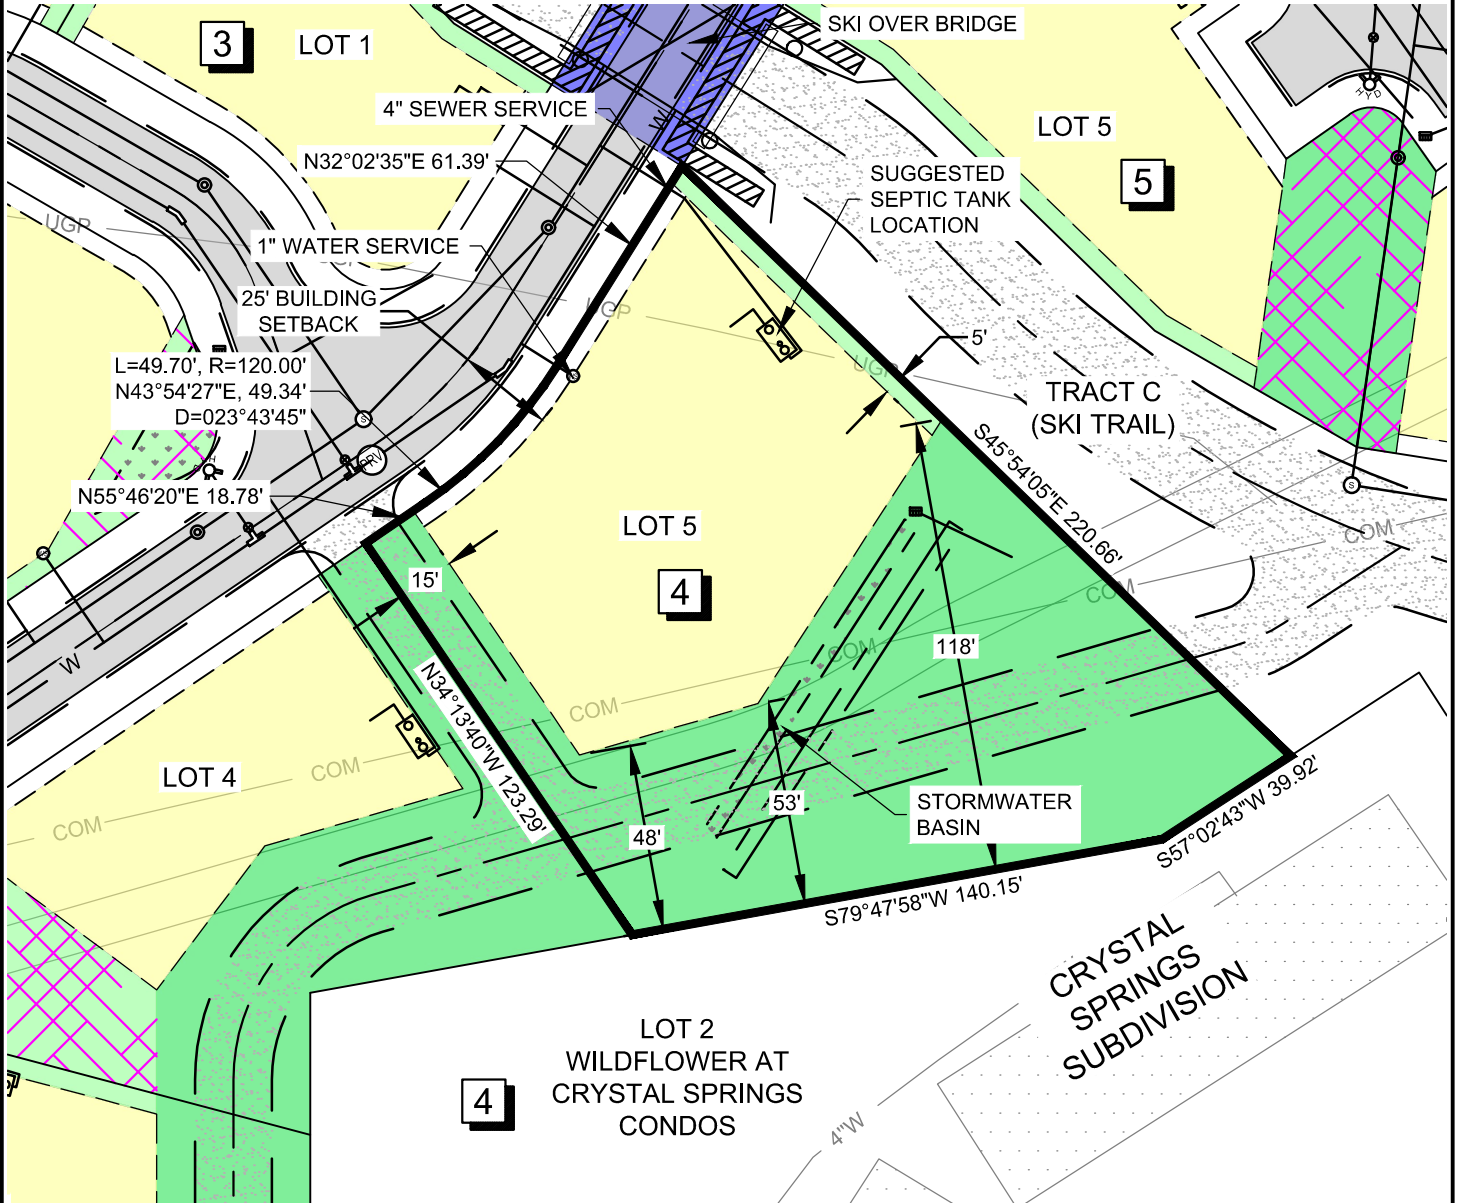 SKI OVER BRIDGE
3
LOT 1
4" SEWER SERVICE
W
LOT 5
HYD
N32°02'35"E 61.39'
SUGGESTED
SEPTIC TANK
LOCATION
5
UGP
1" WATER SERVICE
UGP
25' BUILDING
SETBACK
UGP
5'
L=49.70', R=120.00'
N43°54'27"E, 49.34'
D=023°43'45"
UGP
TRACT C
(SKI TRAIL)
S
PRV
S45°54'05"E 220.66'
N55°46'20"E 18.78'
S
LOT 5
COM
15'
4
COM
118'
COM
W
N34°13'40"W 123.29'
COM
COM
LOT 4
COM
53'
STORMWATER
BASIN
48'
S57°02'43"W 39.92'
S79°47'58"W 140.15'
CRYSTAL
SPRINGS
SUBDIVISION
LOT 2
WILDFLOWER AT
CRYSTAL SPRINGS
CONDOS
4
4"W